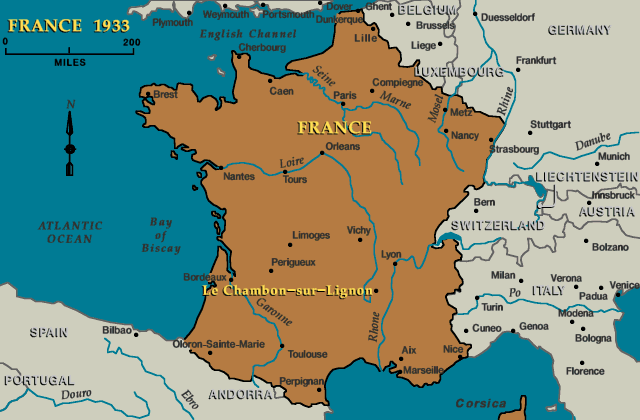 Dover
Weymouth
Portsmouth
Ghent
BELGIUM
Duesseldorf
FRANCE 1933
Plymouth
Dunkerque
Brussels
GERMANY
English Channel
Lille
Liege
0
200
Cherbourg
MILES
Frankfurt
Seine
LUXEMBOURG
Brest
Caen
Compiegne
Paris
Marne
Mosel
Rhine
N
Metz
Stuttgart
FRANCE
Nancy
Danube
Orleans
Strasbourg
Munich
Loire
Nantes
Tours
LIECHTENSTEIN
Bern
Innsbruck
AUSTRIA
ATLANTIC
OCEAN
Bay
of
Biscay
SWITZERLAND
Limoges
Vichy
Bolzano
Lyon
Perigueux
Bordeaux
Milan
Verona
Venice
Le Chambon-sur-Lignon
Po
ITALY
Padua
Garonne
Turin
Modena
Rhone
SPAIN
Bilbao
Cuneo
Genoa
Bologna
Oloron-Sainte-Marie
Toulouse
Aix
Nice
Marseille
Florence
PORTUGAL
Perpignan
Douro
Ebro
ANDORRA
Corsica